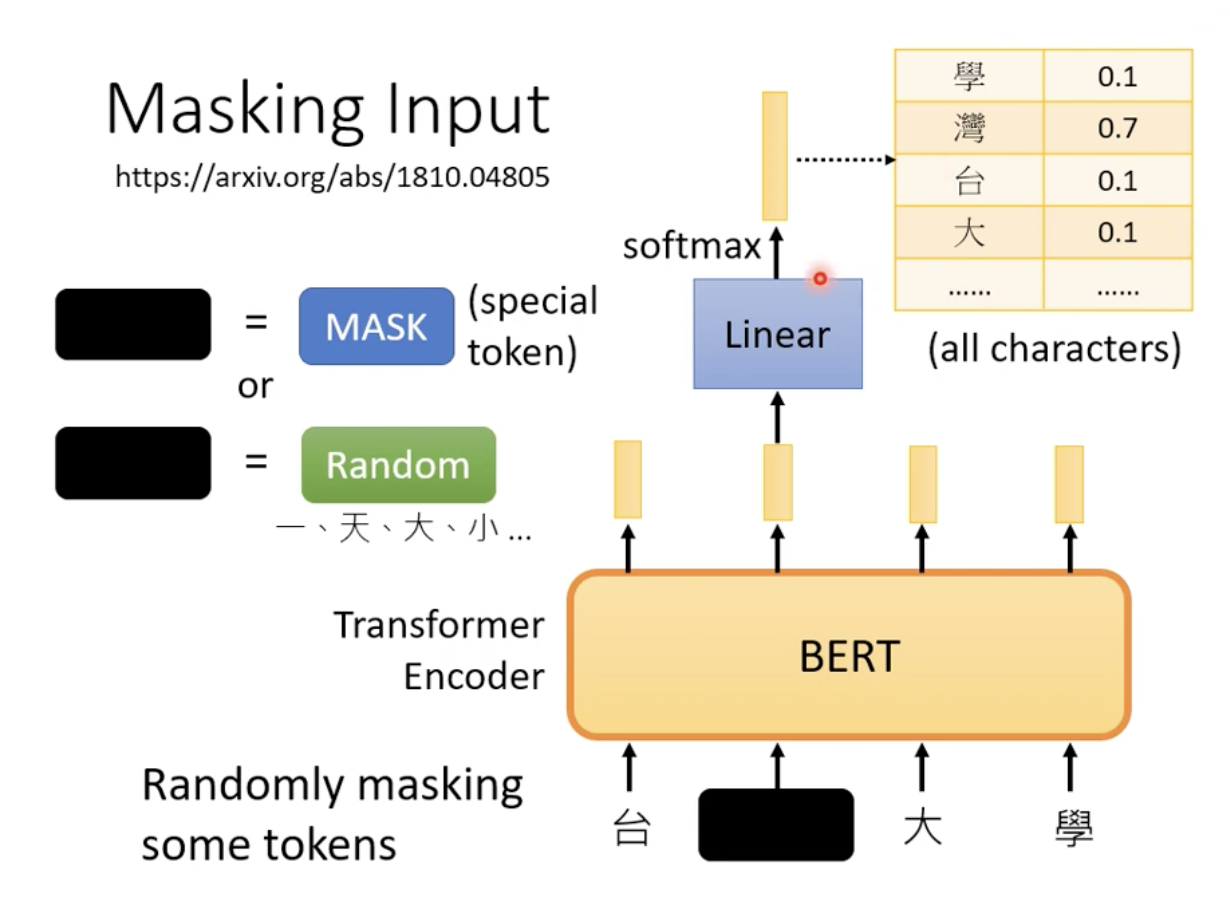 Masking Input
https://arxiv.org/abs/1810.04805
softmax
Linear
學 0.1
灣 0.7
台 0.1
大 0.1
…… ……
(all characters)
= MASK (special token)
or
= Random
一、天、大、小 …
Transformer
Encoder
BERT
Randomly masking
some tokens
台 大 學